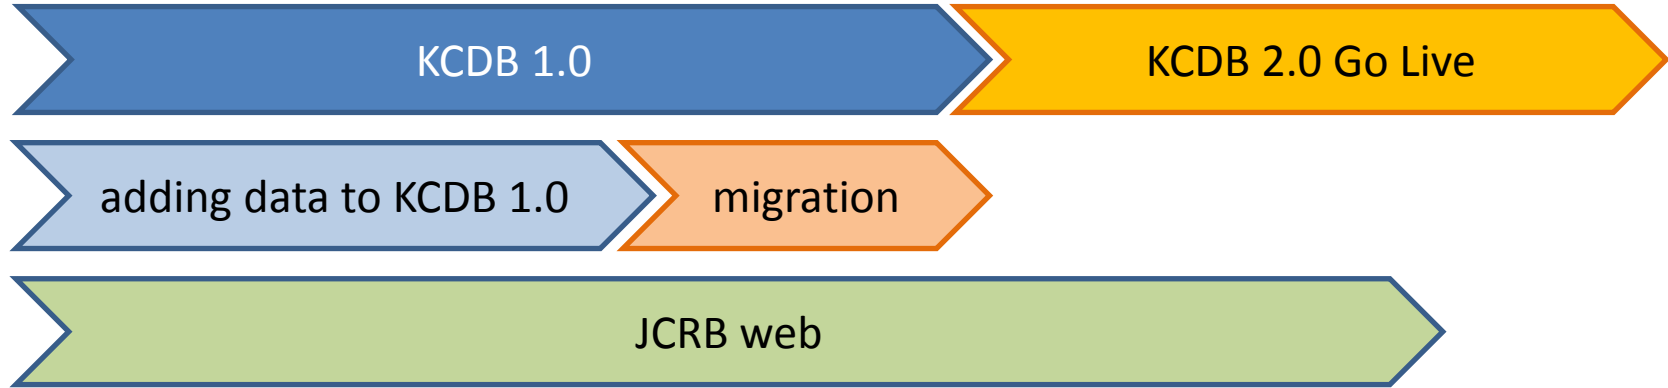 KCDB 1.0
KCDB 2.0 Go Live
adding data to KCDB 1.0
migration
JCRB web